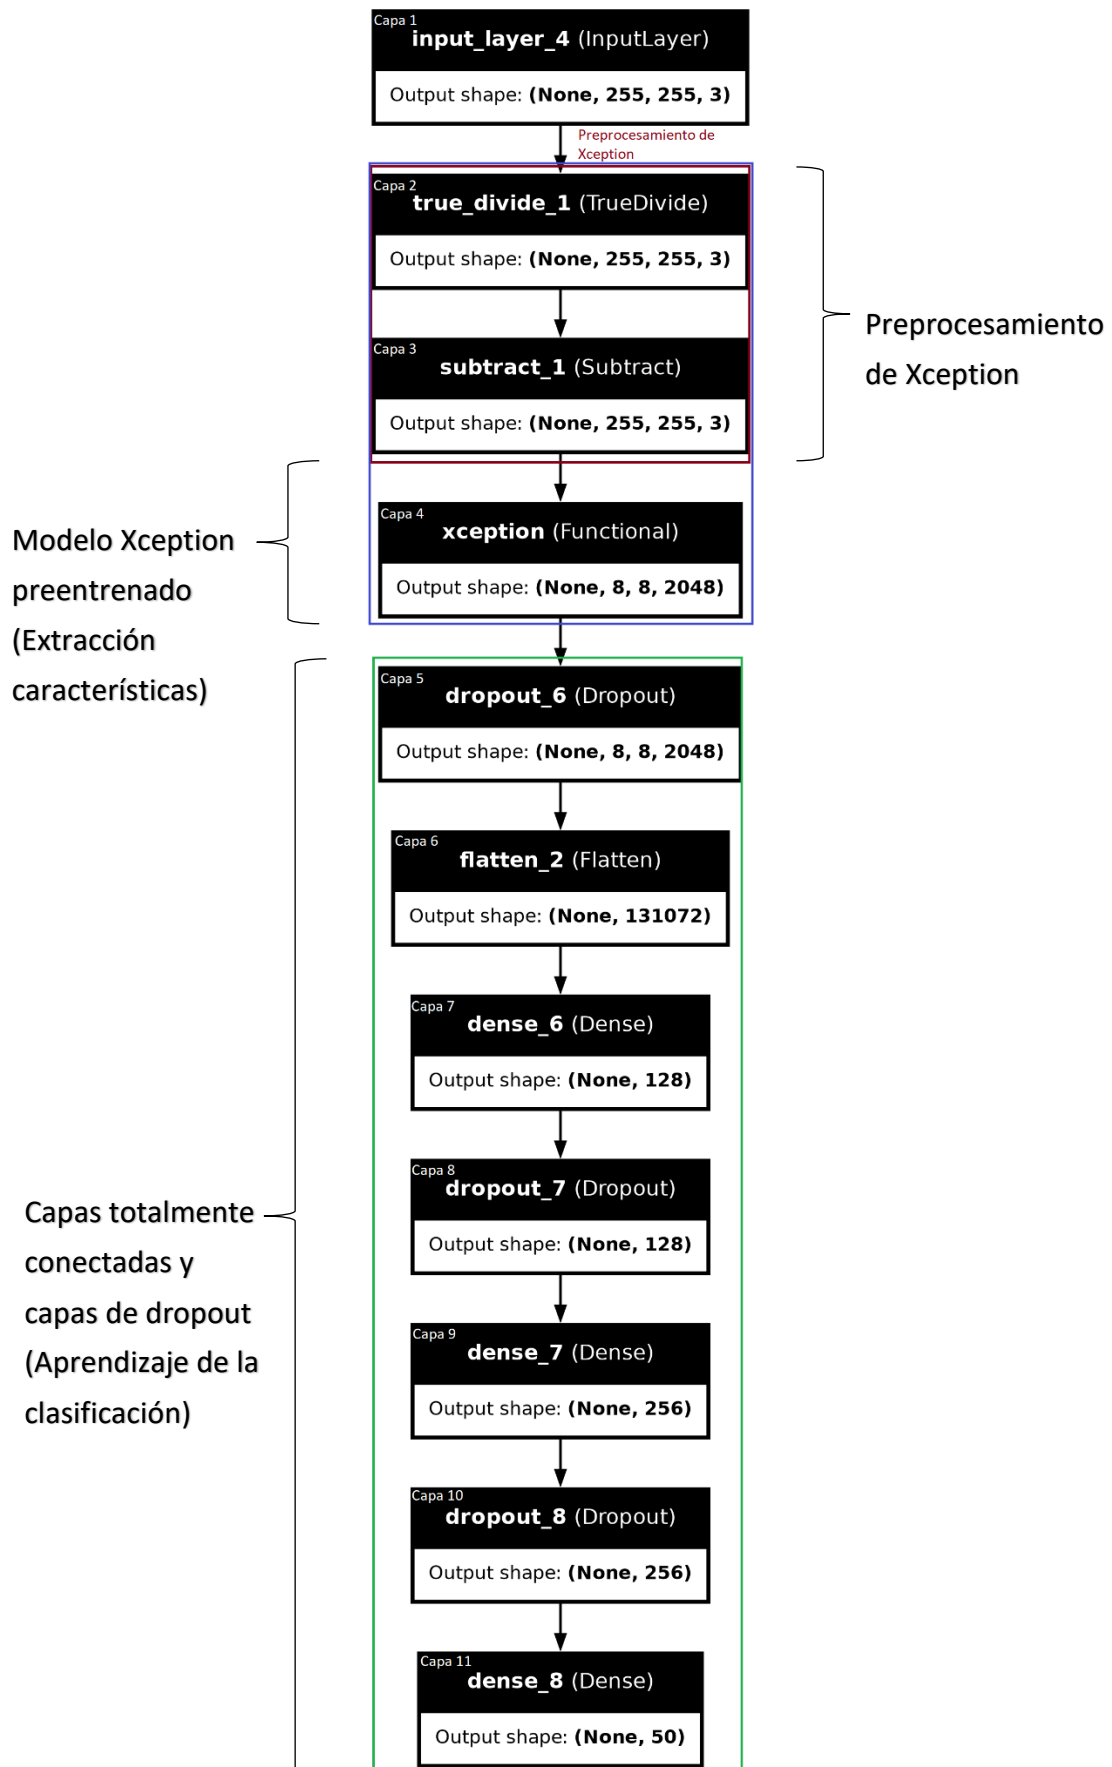 Capa 1
input_layer_4 (InputLayer)
Output shape: (None, 255, 255, 3)
Preprocesamiento de
Xception
Capa 2
true_divide_1 (TrueDivide)
Output shape: (None, 255, 255, 3)
Capa 3
subtract_1 (Subtract)
Output shape: (None, 255, 255, 3)
Preprocesamiento
de Xception
Capa 4
xception (Functional)
Output shape: (None, 8, 8, 2048)
Modelo Xception
preentrenado
(Extracción
características)
Capa 5
dropout_6 (Dropout)
Output shape: (None, 8, 8, 2048)
Capa 6
flatten_2 (Flatten)
Output shape: (None, 131072)
Capa 7
dense_6 (Dense)
Output shape: (None, 128)
Capa 8
dropout_7 (Dropout)
Output shape: (None, 128)
Capa 9
dense_7 (Dense)
Output shape: (None, 256)
Capa 10
dropout_8 (Dropout)
Output shape: (None, 256)
Capa 11
dense_8 (Dense)
Output shape: (None, 50)
Capas totalmente
conectadas y
capas de dropout
(Aprendizaje de la
clasificación)